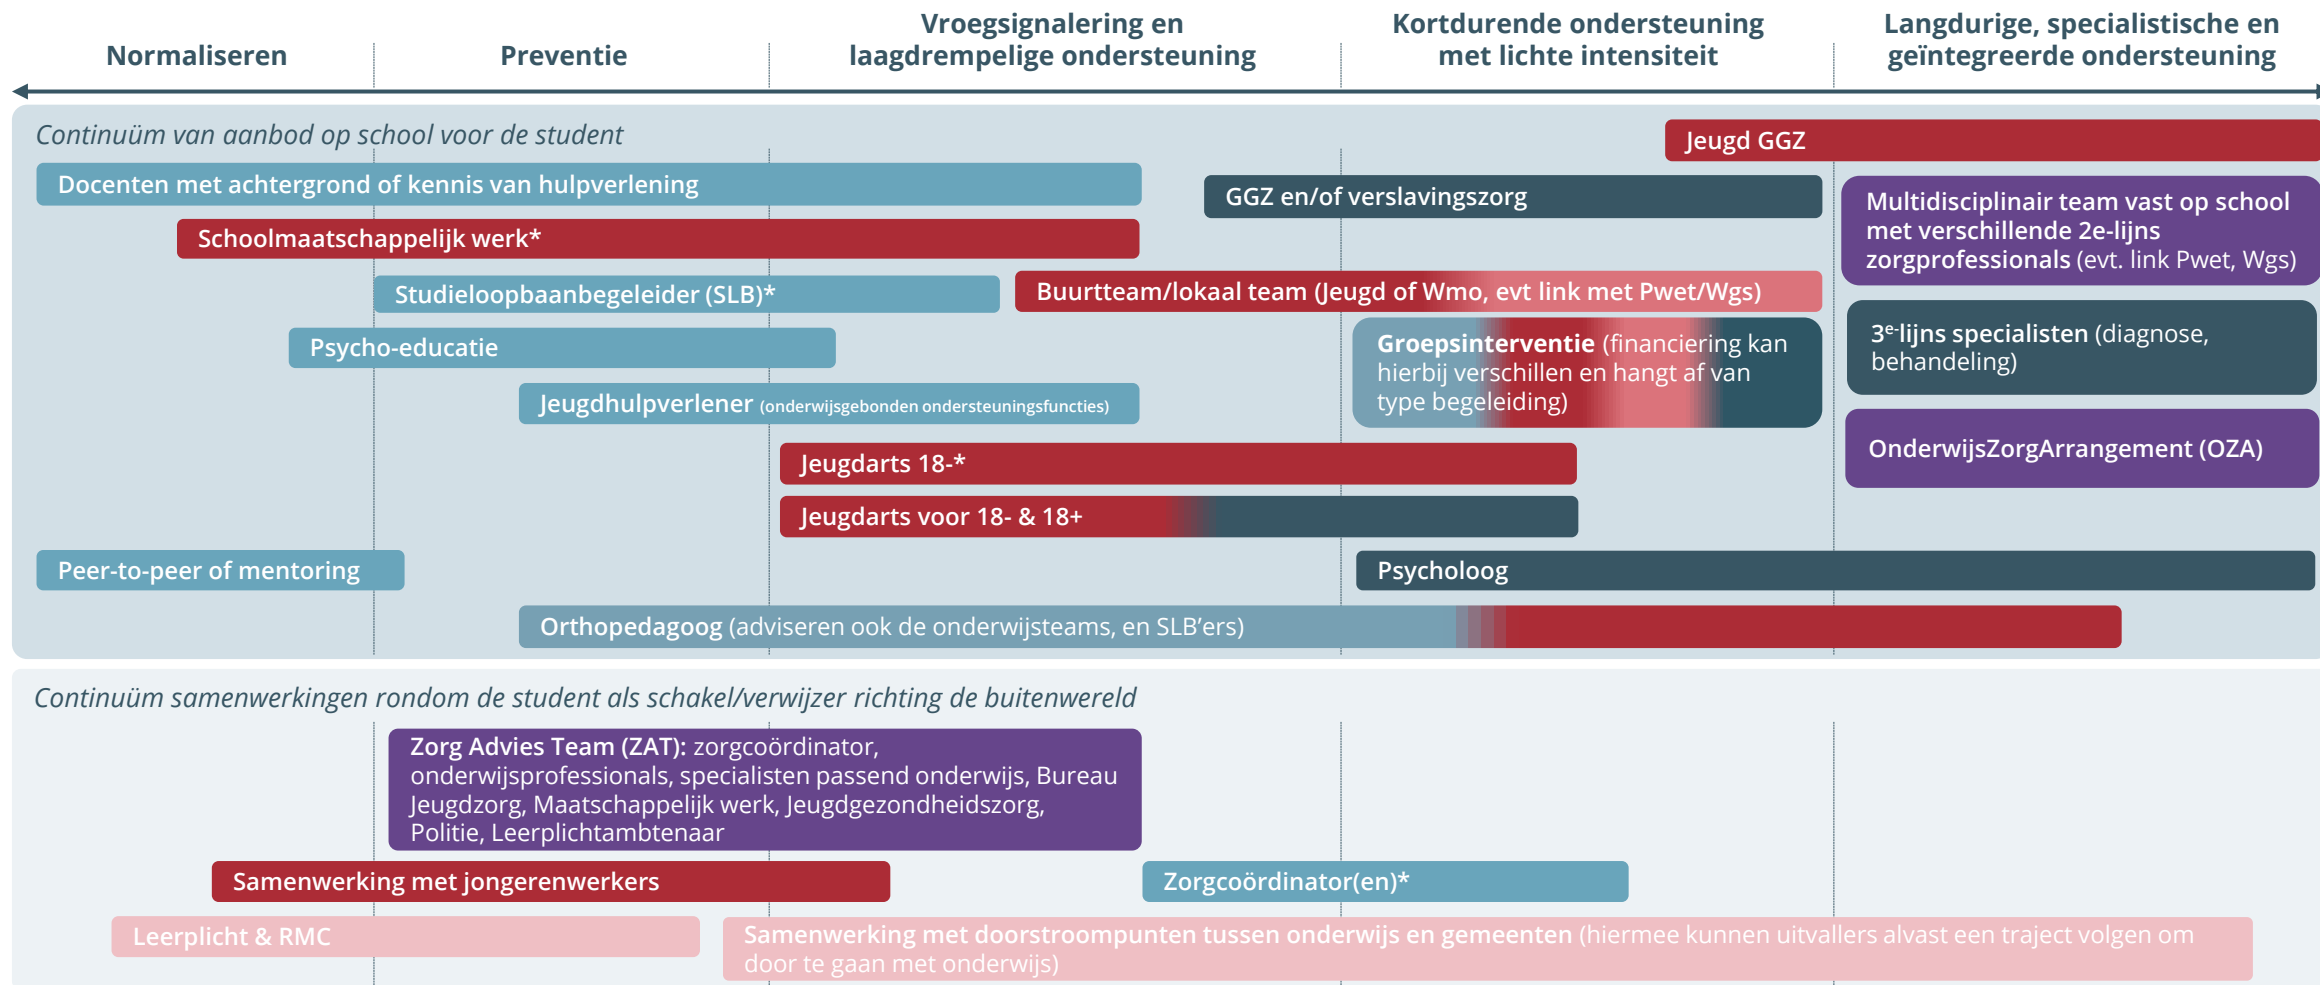 Normaliseren
Preventie
Vroegsignalering en
laagdrempelige ondersteuning
Kortdurende ondersteuning
met lichte intensiteit
Langdurige, specialistische en
geïntegreerde ondersteuning
Continuüm van aanbod op school voor de student
Jeugd GGZ
Docenten met achtergrond of kennis van hulpverlening
GGZ en/of verslavingszorg
Multidisciplinair team vast op school
met verschillende 2e-lijns
zorgprofessionals (evt. link Pwet, Wgs)
Schoolmaatschappelijk werk*
Studieloopbaanbegeleider (SLB)*
Buurtteam/lokaal team (Jeugd of Wmo, evt link met Pwet/Wgs)
Psycho-educatie
Groepsinterventie (financiering kan
hierbij verschillen en hangt af van
type begeleiding)
3e-lijns specialisten (diagnose,
behandeling)
Jeugdhulpverlener (onderwijsgebonden ondersteuningsfuncties)
Jeugdarts 18-*
OnderwijsZorgArrangement (OZA)
Jeugdarts voor 18- & 18+
Peer-to-peer of mentoring
Psycholoog
Orthopedagoog (adviseren ook de onderwijsteams, en SLB’ers)
Continuüm samenwerkingen rondom de student als schakel/verwijzer richting de buitenwereld
Zorg Advies Team (ZAT): zorgcoördinator,
onderwijsprofessionals, specialisten passend onderwijs, Bureau
Jeugdzorg, Maatschappelijk werk, Jeugdgezondheidszorg,
Politie, Leerplichtambtenaar
Samenwerking met jongerenwerkers
Zorgcoördinator(en)*
Leerplicht & RMC
Samenwerking met doorstroompunten tussen onderwijs en gemeenten (hiermee kunnen uitvallers alvast een traject volgen om
door te gaan met onderwijs)